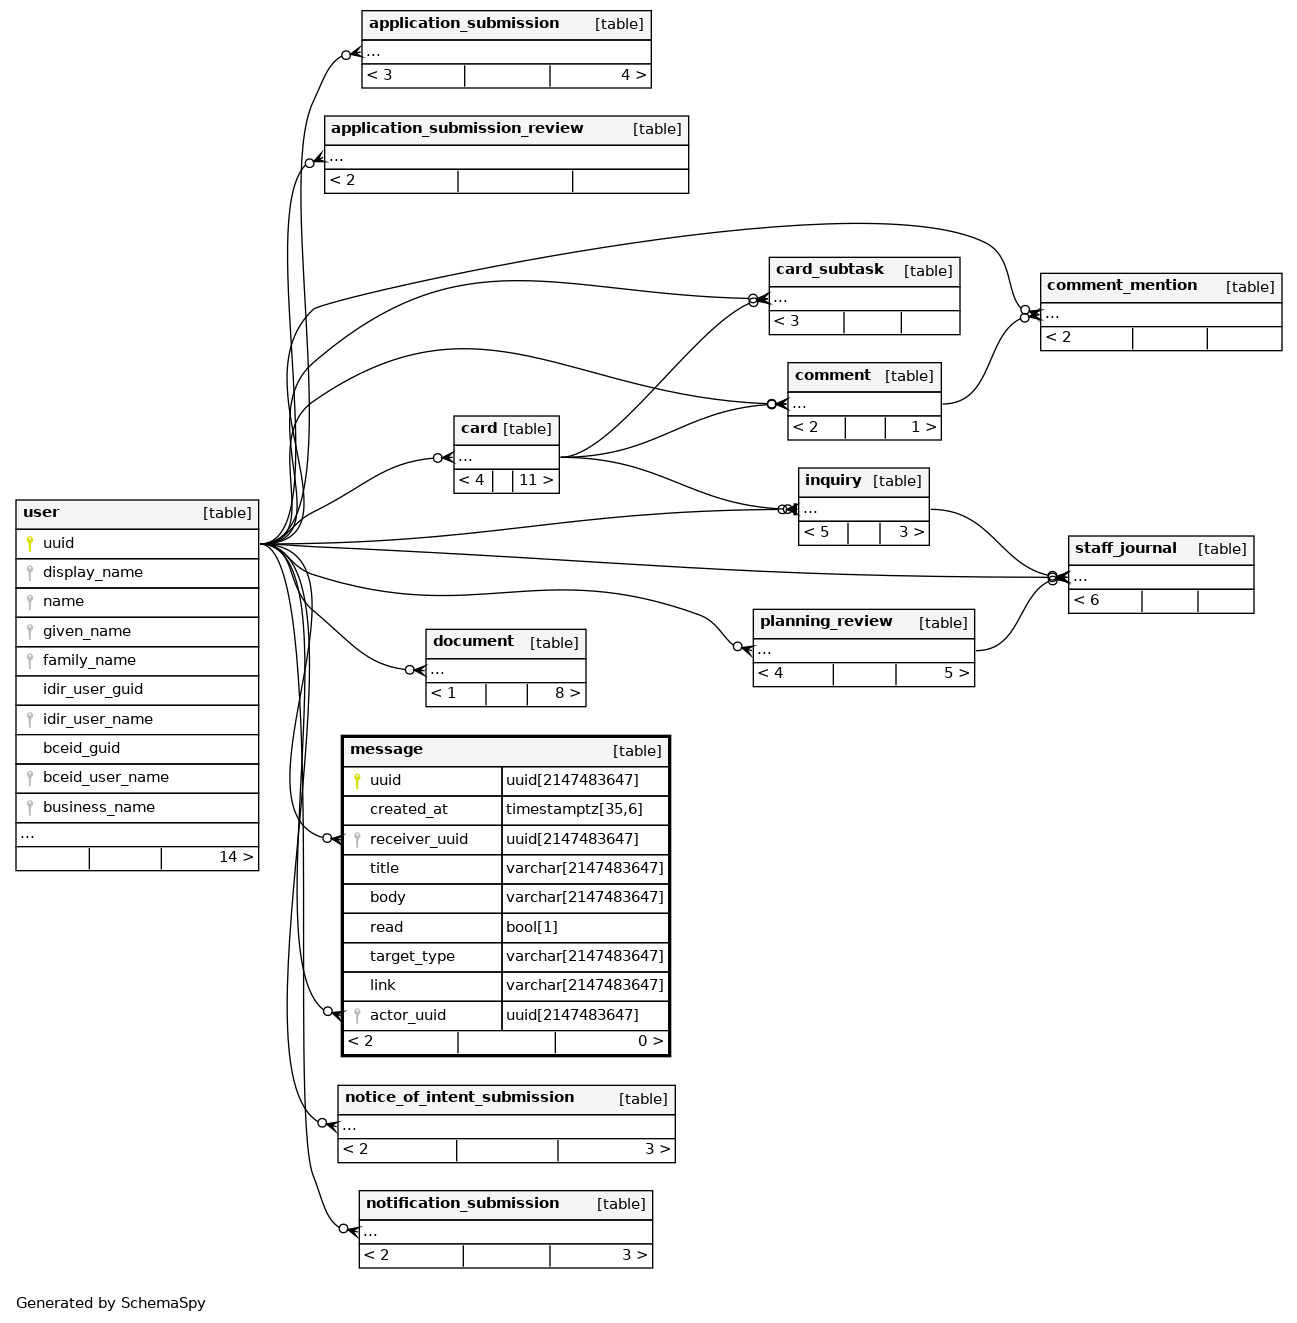 application_submission [table]
...
< 3 4 >
application_submission_review [table]
...
< 2
card_subtask [table]
...
< 3
comment_mention [table]
...
< 2
comment [table]
...
< 2 1 >
card [table]
...
< 4 11 >
inquiry [table]
...
< 5 3 >
user [table]
uuid
display_name
name
given_name
family_name
idir_user_guid
idir_user_name
bceid_guid
bceid_user_name
business_name
...
14 >
staff_journal [table]
...
< 6
planning_review [table]
...
< 4 5 >
document [table]
...
< 1 8 >
message [table]
uuid uuid[2147483647]
created_at timestamptz[35,6]
receiver_uuid uuid[2147483647]
title varchar[2147483647]
body varchar[2147483647]
read bool[1]
target_type varchar[2147483647]
link varchar[2147483647]
actor_uuid uuid[2147483647]
< 2 0 >
notice_of_intent_submission [table]
...
< 2 3 >
notification_submission [table]
...
< 2 3 >
Generated by SchemaSpy